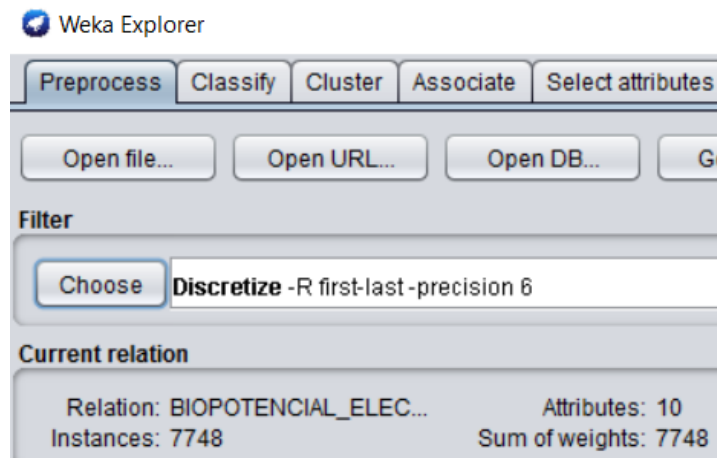 Weka Explorer
Preprocess Classify Cluster Associate Select attributes
Open file... Open URL... Open DB...
Filter
Choose Discretize -R first-last -precision 6
Current relation
Relation: BIOPOTENCIAL_ELEC... Attributes: 10
Instances: 7748 Sum of weights: 7748